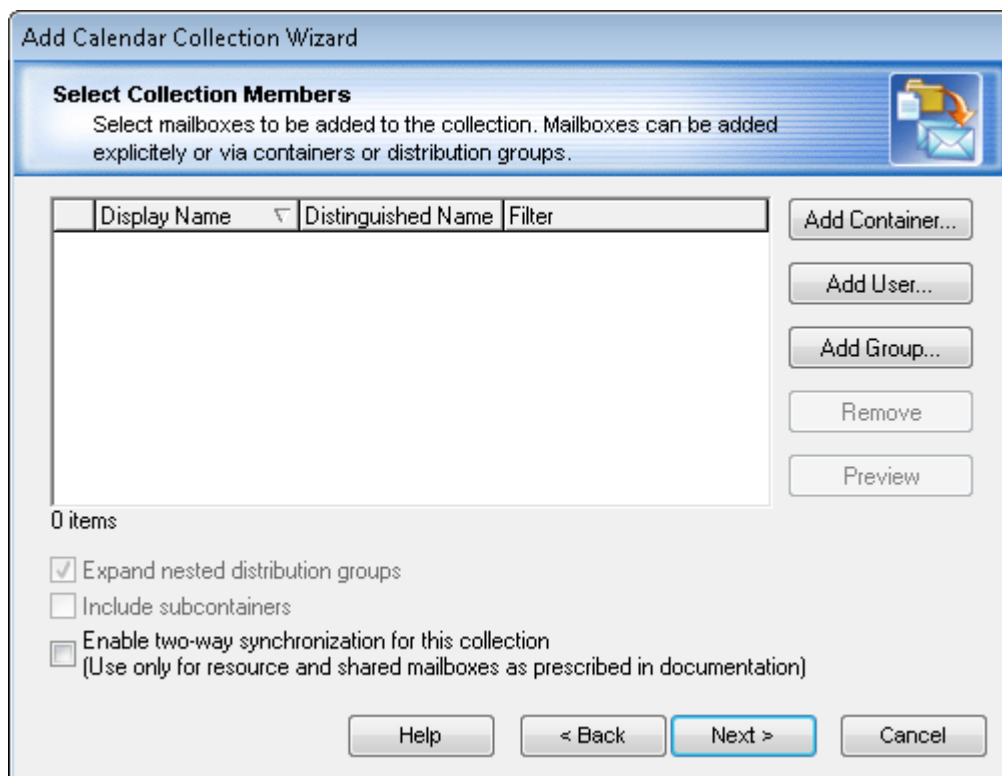 Add Calendar Collection Wizard
Select Collection Members
Select mailboxes to be added to the collection. Mailboxes can be added
explicitely or via containers or distribution groups.
Display Name Distinguished Name Filter
Add Container...
Add User...
Add Group...
Remove
Preview
0 items
Expand nested distribution groups
Include subcontainers
Enable two-way synchronization for this collection
(Use only for resource and shared mailboxes as prescribed in documentation)
Help < Back Next > Cancel